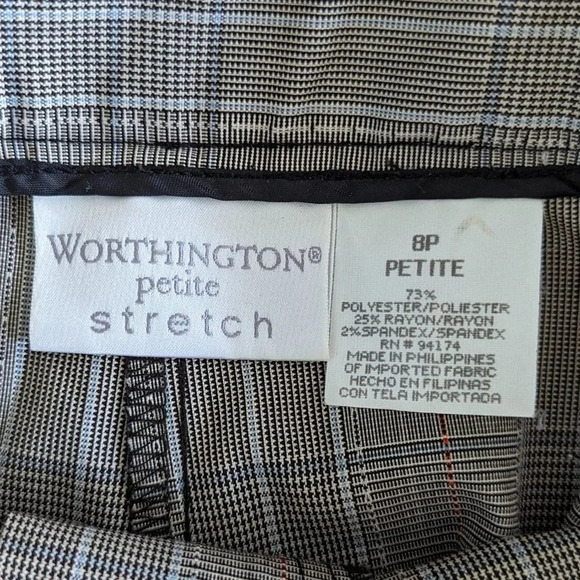 WORTHINGTON®
petite
stretch
8P
PETITE
73%
POLYESTER/POLIESTER
25% RAYON/RAYON
2%SPANDEX/SPANDEX
RN # 94174
MADE IN PHILIPPINES
OF IMPORTED FABRIC
HECHO EN FILIPINAS
CON TELA IMPORTADA